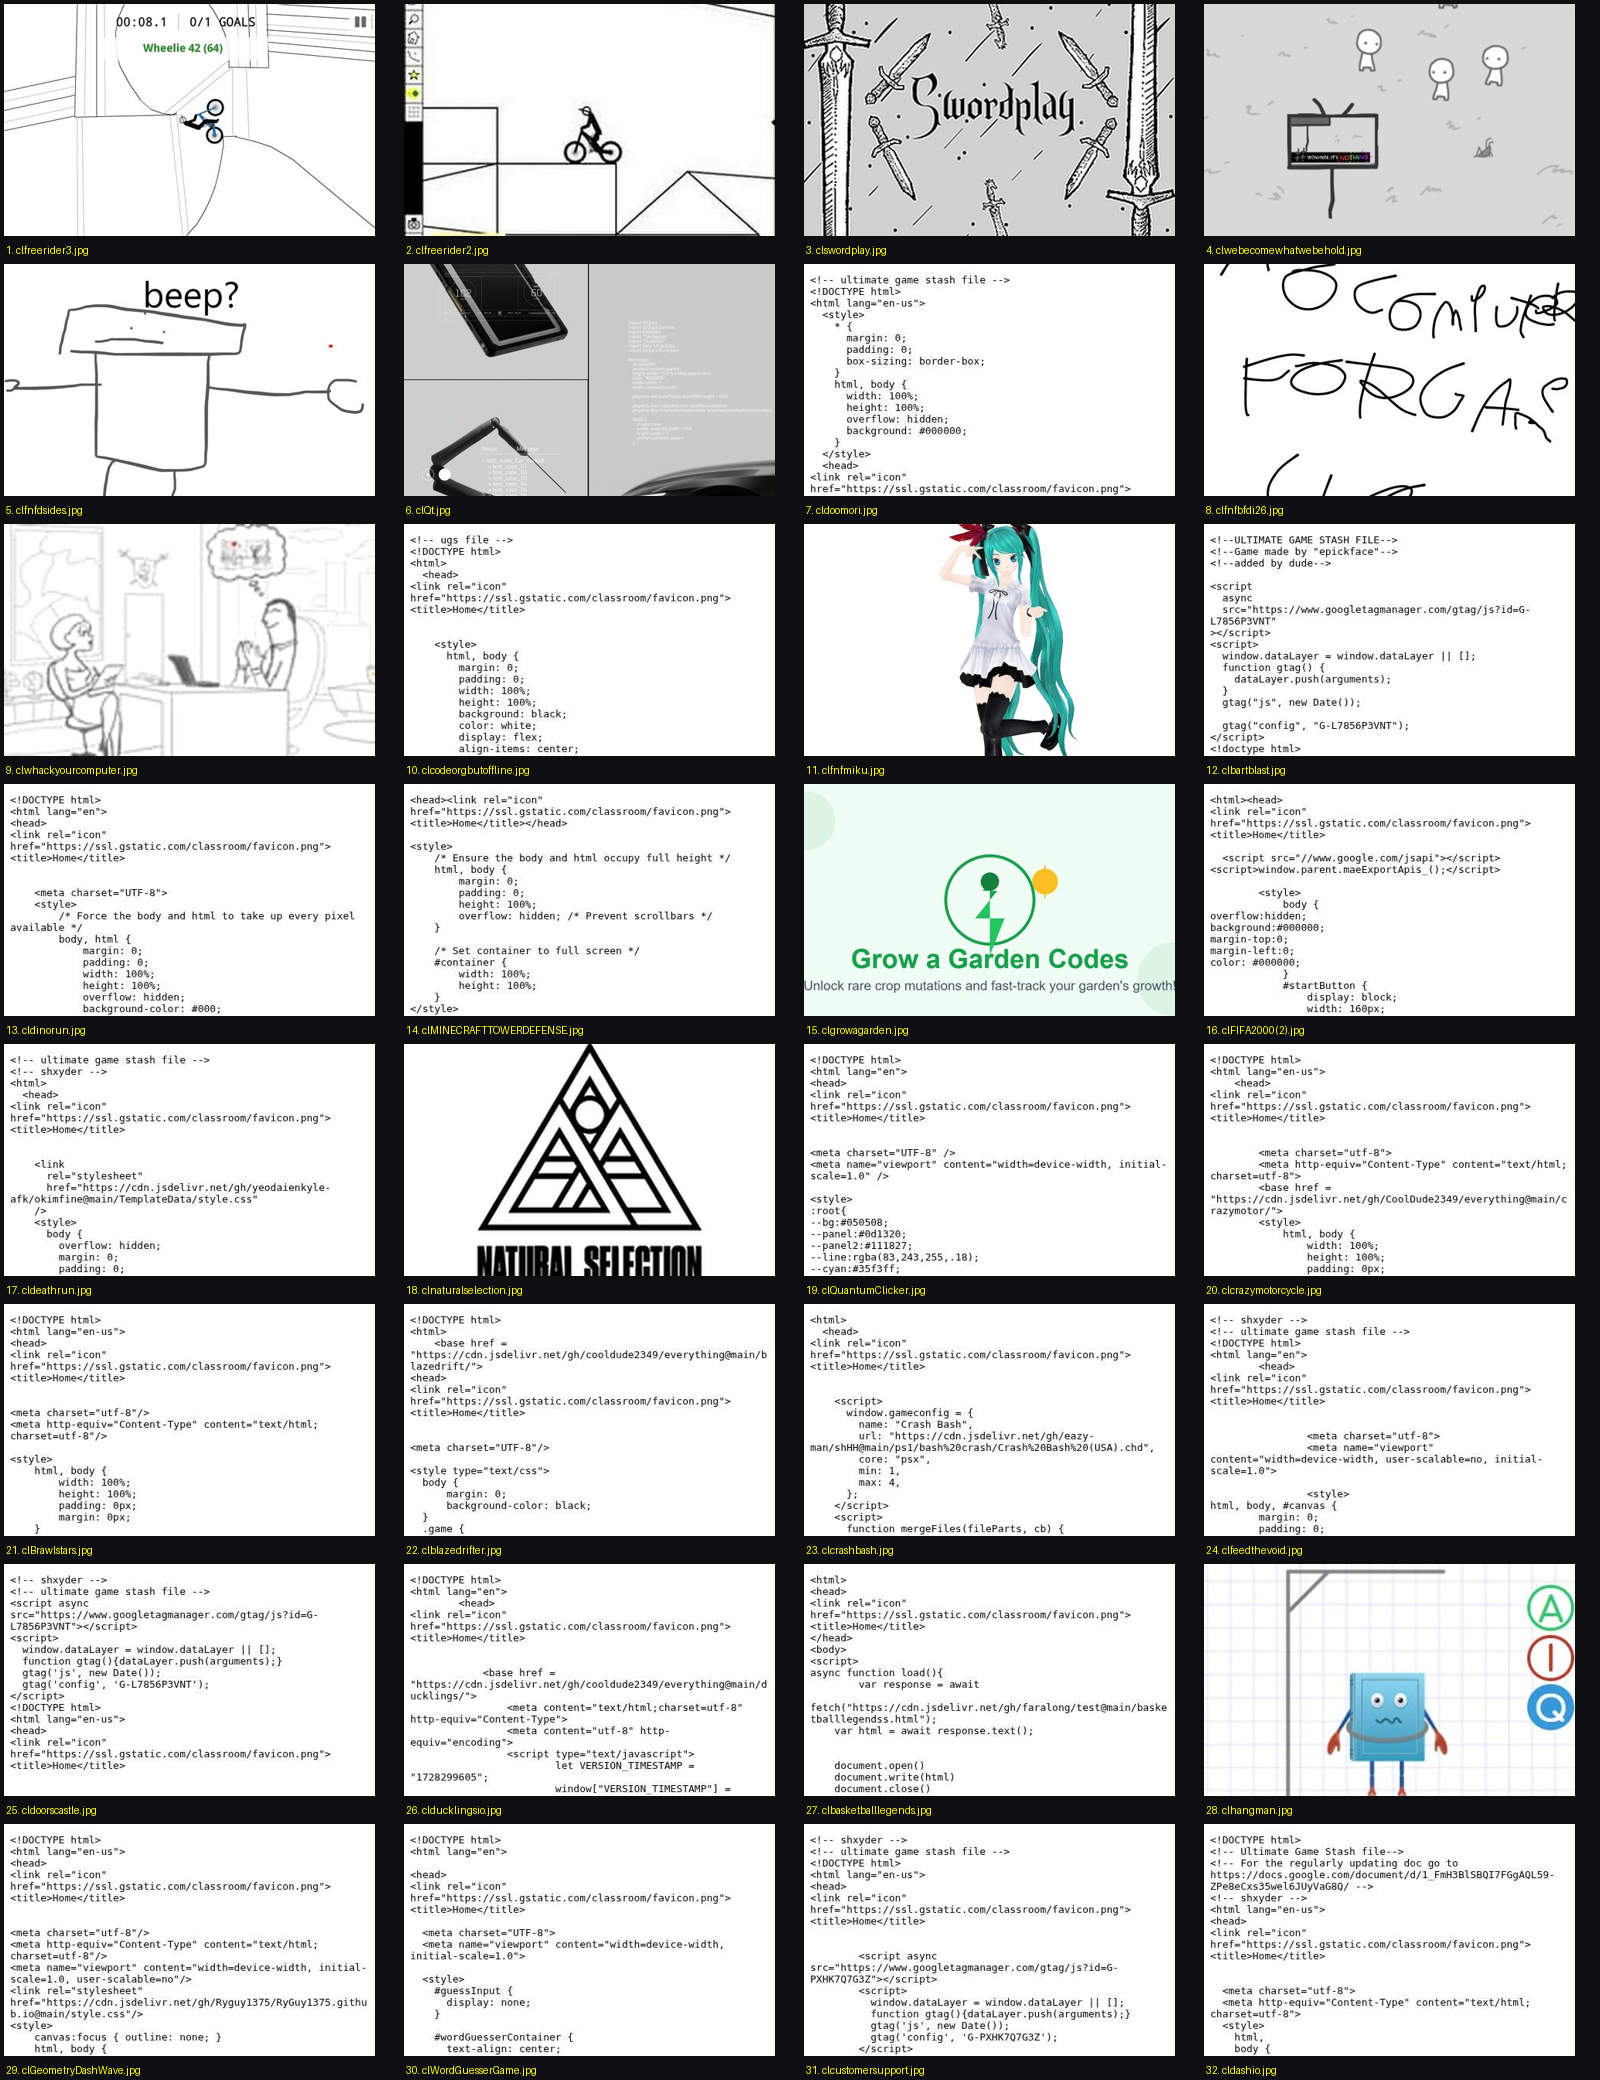 00:08.1 0/1 GOALS
Wheelie 42 (64)
1. clfreerider3.jpg
2. clfreerider2.jpg
Swordplay
3. clswordplay.jpg
4. clwebecomewhatwebehold.jpg
beep?
5. clfnfdsides.jpg
6. clQt.jpg
<!-- ultimate game stash file -->
<!DOCTYPE html>
<html lang="en-us">
<style>
* {
margin: 0;
padding: 0;
box-sizing: border-box;
}
html, body {
width: 100%;
height: 100%;
overflow: hidden;
background: #000000;
}
</style>
<head>
<link rel="icon"
href="https://ssl.gstatic.com/classroom/favicon.png">
7. cldoomori.jpg
8. clfnfbfdi26.jpg
9. clwhackyourcomputer.jpg
<!-- ugs file -->
<!DOCTYPE html>
<html>
<head>
<link rel="icon"
href="https://ssl.gstatic.com/classroom/favicon.png">
<title>Home</title>
<style>
html, body {
margin: 0;
padding: 0;
width: 100%;
height: 100%;
background: black;
color: white;
display: flex;
align-items: center;
10. clcodeorgbutoffline.jpg
11. clfnfmiku.jpg
<!--ULTIMATE GAME STASH FILE-->
<!--Game made by "epickface"-->
<!--added by dude-->
<script
async
src="https://www.googletagmanager.com/gtag/js?id=G-
L7856P3VNT"
></script>
<script>
window.dataLayer = window.dataLayer || [];
function gtag() {
dataLayer.push(arguments);
}
gtag("js", new Date());
gtag("config", "G-L7856P3VNT");
</script>
<!doctype html>
12. clbartblast.jpg
<!DOCTYPE html>
<html lang="en">
<head>
<link rel="icon"
href="https://ssl.gstatic.com/classroom/favicon.png">
<title>Home</title>
<meta charset="UTF-8">
<style>
/* Force the body and html to take up every pixel
available */
body, html {
margin: 0;
padding: 0;
width: 100%;
height: 100%;
overflow: hidden;
background-color: #000;
13. cldinorun.jpg
<head><link rel="icon"
href="https://ssl.gstatic.com/classroom/favicon.png">
<title>Home</title></head>
<style>
/* Ensure the body and html occupy full height */
html, body {
margin: 0;
padding: 0;
height: 100%;
overflow: hidden; /* Prevent scrollbars */
}
/* Set container to full screen */
#container {
width: 100%;
height: 100%;
}
</style>
14. clMINECRAFTTOWERDEFENSE.jpg
Grow a Garden Codes
Unlock rare crop mutations and fast-track your garden's growth!
15. clgrowagarden.jpg
<html><head>
<link rel="icon"
href="https://ssl.gstatic.com/classroom/favicon.png">
<title>Home</title>
<script src="//www.google.com/jsapi"></script>
<script>window.parent.maeExportApis_();</script>
<style>
body {
overflow:hidden;
background:#000000;
margin-top:0;
margin-left:0;
color: #000000;
}
#startButton {
display: block;
width: 160px;
16. clFIFA2000(2).jpg
<!-- ultimate game stash file -->
<!-- shxyder -->
<html>
<head>
<link rel="icon"
href="https://ssl.gstatic.com/classroom/favicon.png">
<title>Home</title>
<link
rel="stylesheet"
href="https://cdn.jsdelivr.net/gh/yeodaienkyle-
afk/okimfine@main/TemplateData/style.css"
/>
<style>
body {
overflow: hidden;
margin: 0;
padding: 0;
17. cldeathrun.jpg
NATURAL SELECTION
18. clnaturalselection.jpg
<!DOCTYPE html>
<html lang="en">
<head>
<link rel="icon"
href="https://ssl.gstatic.com/classroom/favicon.png">
<title>Home</title>
<meta charset="UTF-8" />
<meta name="viewport" content="width=device-width, initial-
scale=1.0" />
<style>
:root{
--bg:#050508;
--panel:#0d1320;
--panel2:#111827;
--line:rgba(83,243,255,.18);
--cyan:#35f3ff;
19. clQuantumClicker.jpg
<!DOCTYPE html>
<html lang="en-us">
<head>
<link rel="icon"
href="https://ssl.gstatic.com/classroom/favicon.png">
<title>Home</title>
<meta charset="utf-8">
<meta http-equiv="Content-Type" content="text/html;
charset=utf-8">
<base href =
"https://cdn.jsdelivr.net/gh/CoolDude2349/everything@main/c
razymotor/">
<style>
html, body {
width: 100%;
height: 100%;
padding: 0px;
20. clcrazymotorcycle.jpg
<!DOCTYPE html>
<html lang="en-us">
<head>
<link rel="icon"
href="https://ssl.gstatic.com/classroom/favicon.png">
<title>Home</title>
<meta charset="utf-8"/>
<meta http-equiv="Content-Type" content="text/html;
charset=utf-8"/>
<style>
html, body {
width: 100%;
height: 100%;
padding: 0px;
margin: 0px;
}
21. clBrawlstars.jpg
<!DOCTYPE html>
<html>
<base href =
"https://cdn.jsdelivr.net/gh/cooldude2349/everything@main/b
lazedrift/">
<head>
<link rel="icon"
href="https://ssl.gstatic.com/classroom/favicon.png">
<title>Home</title>
<meta charset="UTF-8"/>
<style type="text/css">
body {
margin: 0;
background-color: black;
}
.game {
22. clblazedrifter.jpg
<html>
<head>
<link rel="icon"
href="https://ssl.gstatic.com/classroom/favicon.png">
<title>Home</title>
<script>
window.gameconfig = {
name: "Crash Bash",
url: "https://cdn.jsdelivr.net/gh/eazy-
man/shHH@main/ps1/bash%20crash/Crash%20Bash%20(USA).chd",
core: "psx",
min: 1,
max: 4,
};
</script>
<script>
function mergeFiles(fileParts, cb) {
23. clcrashbash.jpg
<!-- shxyder -->
<!-- ultimate game stash file -->
<!DOCTYPE html>
<html lang="en">
<head>
<link rel="icon"
href="https://ssl.gstatic.com/classroom/favicon.png">
<title>Home</title>
<meta charset="utf-8">
<meta name="viewport"
content="width=device-width, user-scalable=no, initial-
scale=1.0">
<style>
html, body, #canvas {
margin: 0;
padding: 0;
24. clfeedthevoid.jpg
<!-- shxyder -->
<!-- ultimate game stash file -->
<script async
src="https://www.googletagmanager.com/gtag/js?id=G-
L7856P3VNT"></script>
<script>
window.dataLayer = window.dataLayer || [];
function gtag(){dataLayer.push(arguments);}
gtag('js', new Date());
gtag('config', 'G-L7856P3VNT');
</script>
<!DOCTYPE html>
<html lang="en-us">
<head>
<link rel="icon"
href="https://ssl.gstatic.com/classroom/favicon.png">
<title>Home</title>
25. cldoorscastle.jpg
<!DOCTYPE html>
<html lang="en">
<head>
<link rel="icon"
href="https://ssl.gstatic.com/classroom/favicon.png">
<title>Home</title>
<base href =
"https://cdn.jsdelivr.net/gh/cooldude2349/everything@main/d
ucklings/">
<meta content="text/html;charset=utf-8"
http-equiv="Content-Type">
<meta content="utf-8" http-
equiv="encoding">
<script type="text/javascript">
let VERSION_TIMESTAMP =
"1728299605";
window["VERSION_TIMESTAMP"] =
26. clducklingsio.jpg
<html>
<head>
<link rel="icon"
href="https://ssl.gstatic.com/classroom/favicon.png">
<title>Home</title>
</head>
<body>
<script>
async function load(){
var response = await
fetch("https://cdn.jsdelivr.net/gh/faralong/test@main/baske
tballlegendss.html");
var html = await response.text();
document.open()
document.write(html)
document.close()
27. clbasketballlegends.jpg
A
I
Q
28. clhangman.jpg
<!DOCTYPE html>
<html lang="en-us">
<head>
<link rel="icon"
href="https://ssl.gstatic.com/classroom/favicon.png">
<title>Home</title>
<meta charset="utf-8"/>
<meta http-equiv="Content-Type" content="text/html;
charset=utf-8"/>
<meta name="viewport" content="width=device-width, initial-
scale=1.0, user-scalable=no"/>
<link rel="stylesheet"
href="https://cdn.jsdelivr.net/gh/Ryguy1375/RyGuy1375.githu
b.io@main/style.css"/>
<style>
canvas:focus { outline: none; }
html, body {
29. clGeometryDashWave.jpg
<!DOCTYPE html>
<html lang="en">
<head>
<link rel="icon"
href="https://ssl.gstatic.com/classroom/favicon.png">
<title>Home</title>
<meta charset="UTF-8">
<meta name="viewport" content="width=device-width,
initial-scale=1.0">
<style>
#guessInput {
display: none;
}
#wordGuesserContainer {
text-align: center;
30. clWordGuesserGame.jpg
<!-- shxyder -->
<!-- ultimate game stash file -->
<!DOCTYPE html>
<html lang="en-us">
<head>
<link rel="icon"
href="https://ssl.gstatic.com/classroom/favicon.png">
<title>Home</title>
<script async
src="https://www.googletagmanager.com/gtag/js?id=G-
PXHK7Q7G3Z"></script>
<script>
window.dataLayer = window.dataLayer || [];
function gtag(){dataLayer.push(arguments);}
gtag('js', new Date());
gtag('config', 'G-PXHK7Q7G3Z');
</script>
31. clcustomersupport.jpg
<!DOCTYPE html>
<!-- Ultimate Game Stash file-->
<!-- For the regularly updating doc go to
https://docs.google.com/document/d/1_FmH3BlSBQI7FGgAQL59-
ZPe8eCxs35wel6JUyVaG8Q/ -->
<!-- shxyder -->
<html lang="en-us">
<head>
<link rel="icon"
href="https://ssl.gstatic.com/classroom/favicon.png">
<title>Home</title>
<meta charset="utf-8">
<meta http-equiv="Content-Type" content="text/html;
charset=utf-8">
<style>
html,
body {
32. cldashio.jpg